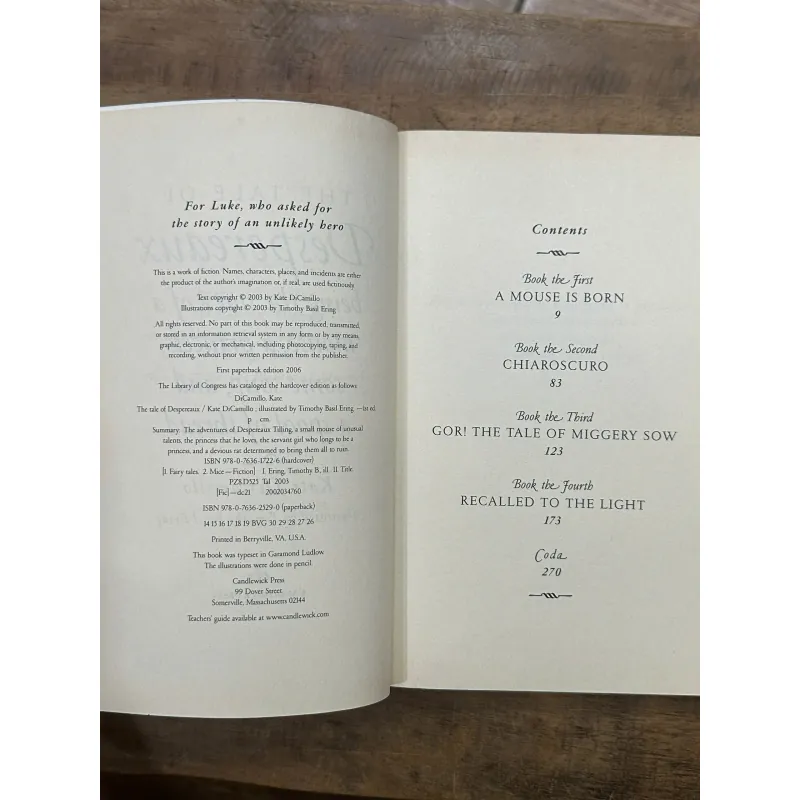 For Luke, who asked for
the story of an unlikely hero
This is a work of fiction. Names, characters, places, and incidents are either
the product of the author's imagination or, if real, are used fictitiously.
Text copyright © 2003 by Kate DiCamillo
Illustrations copyright © 2003 by Timothy Basil Ering
All rights reserved. No part of this book may be reproduced, transmitted,
or stored in an information retrieval system in any form or by any means,
graphic, electronic, or mechanical, including photocopying, taping, and
recording, without prior written permission from the publisher.
First paperback edition 2006
The Library of Congress has cataloged the hardcover edition as follows:
DiCamillo, Kate
The tale of Despereaux / Kate DiCamillo ; illustrated by Timothy Basil Ering. —1st ed.
p. cm.
Summary: The adventures of Despereaux Tilling, a small mouse of unusual
talents, the princess that he loves, the servant girl who longs to be a
princess, and a devious rat determined to bring them all to ruin.
ISBN 978-0-7636-1722-6 (hardcover)
[1. Fairy tales. 2. Mice—Fiction] I. Ering, Timothy B., ill. II. Title
PZ8.D525 Tal 2003
[Fic]—dc21 2002034760
ISBN 978-0-7636-2529-0 (paperback)
14 15 16 17 18 19 BVG 30 29 28 27 26
Printed in Berryville, VA, U.S.A.
This book was typeset in Garamond Ludlow.
The illustrations were done in pencil.
Candlewick Press
99 Dover Street
Somerville, Massachusetts 02144
Teachers' guide available at www.candlewick.com
Contents
Book the First
A MOUSE IS BORN
9
Book the Second
CHIAROSCURO
83
Book the Third
GOR! THE TALE OF MIGGERY SOW
123
Book the Fourth
RECALLED TO THE LIGHT
173
Coda
270